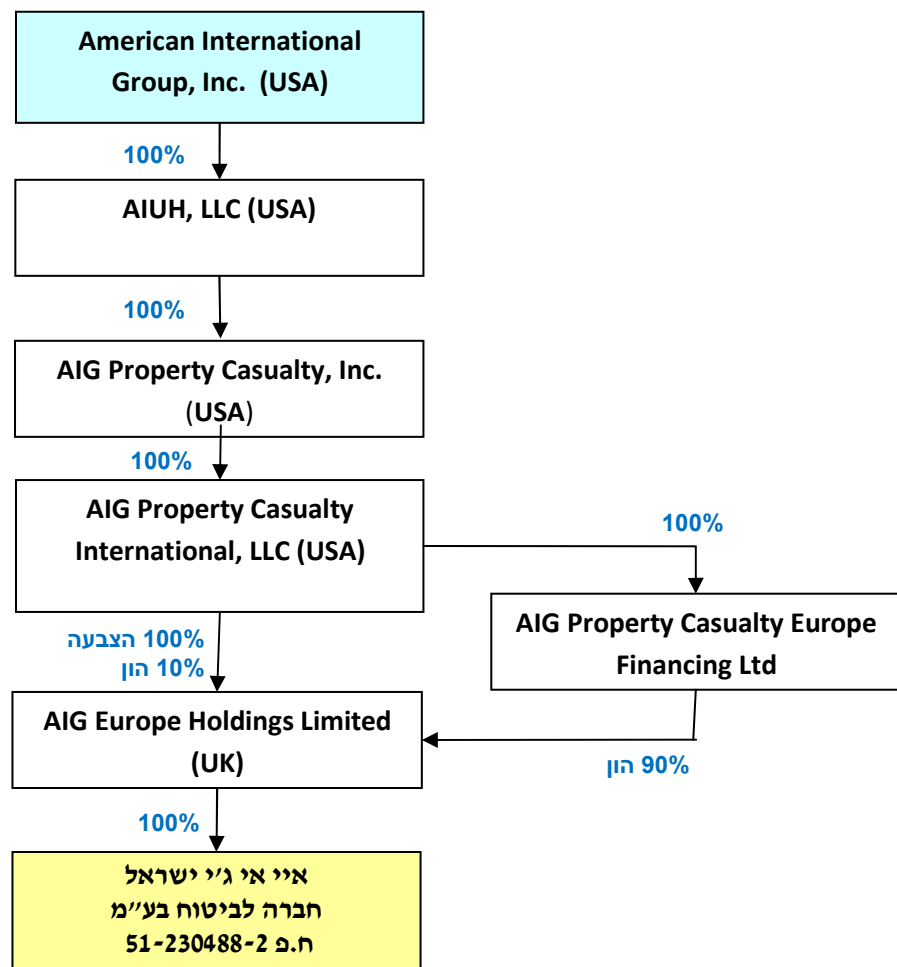 American International
Group, Inc. (USA)
100%
AIUH, LLC (USA)
100%
AIG Property Casualty, Inc.
(USA)
100%
AIG Property Casualty
International, LLC (USA)
100%
100% הצבעה
10% הון
AIG Property Casualty Europe
Financing Ltd
AIG Europe Holdings Limited
(UK)
90% הון
100%
איי אי ג'י ישראל
חברה לביטוח בע"מ
ח.פ 51-230488-2